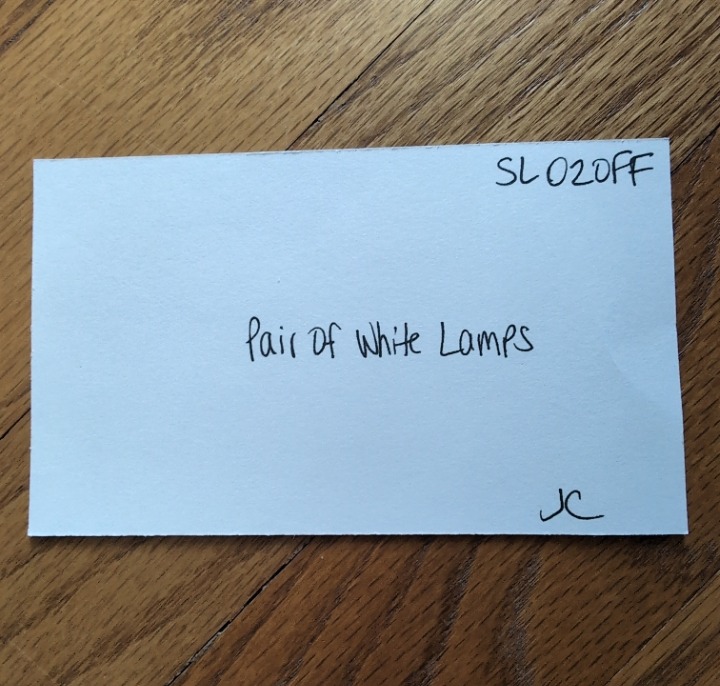 SL020FF
Pair of White Lamps
JC